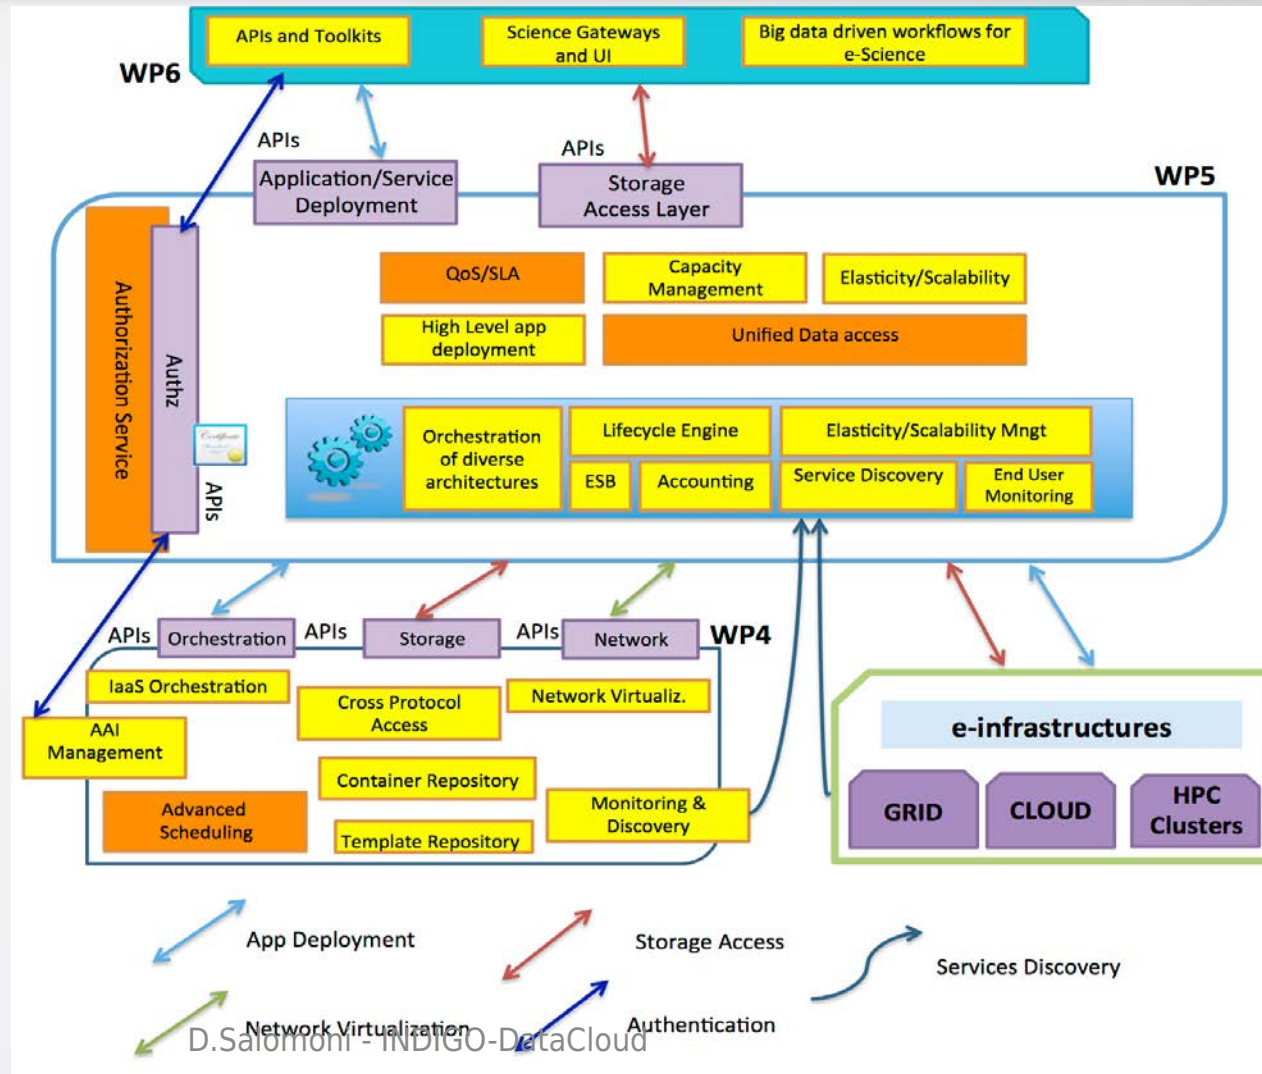 APIs and Toolkits
Science Gateways
and UI
Big data driven workflows for
e-Science
WP6
APIs
APIs
Application/Service
Deployment
Storage
Access Layer
WP5
Authorization Service
Authz
APIs
Certificate
QoS/SLA
Capacity
Management
Elasticity/Scalability
High Level app
deployment
Unified Data access
Orchestration
of diverse
architectures
Lifecycle Engine
Elasticity/Scalability Mngt
ESB
Accounting
Service Discovery
End User
Monitoring
APIs
Orchestration
APIs
Storage
APIs
Network
WP4
IaaS Orchestration
Cross Protocol
Access
Network Virtualiz.
AAI
Management
Container Repository
Advanced
Scheduling
Template Repository
Monitoring &
Discovery
e-infrastructures
GRID
CLOUD
HPC
Clusters
App Deployment
Storage Access
Services Discovery
Network Virtualization
Authentication
D.Salomoni - INDIGO-DataCloud